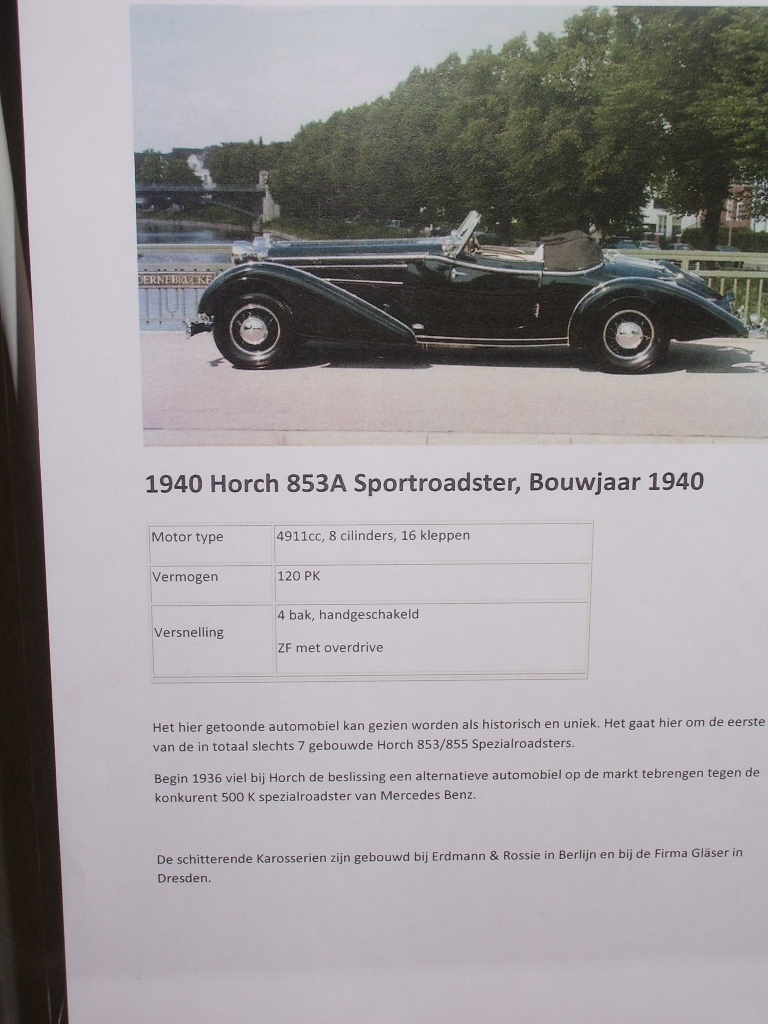 DERNEBRÜCKE
1940 Horch 853A Sportroadster, Bouwjaar 1940
Motor type 4911cc, 8 cilinders, 16 kleppen
Vermogen 120 PK
Versnelling 4 bak, handgeschakeld
ZF met overdrive
Het hier getoonde automobiel kan gezien worden als historisch en uniek. Het gaat hier om de eerste
van de in totaal slechts 7 gebouwde Horch 853/855 Spezialroadsters.
Begin 1936 viel bij Horch de beslissing een alternatieve automobiel op de markt tebrengen tegen de
konkurent 500 K spezialroadster van Mercedes Benz.
De schitterende Karosserien zijn gebouwd bij Erdmann & Rossie in Berlijn en bij de Firma Gläser in
Dresden.